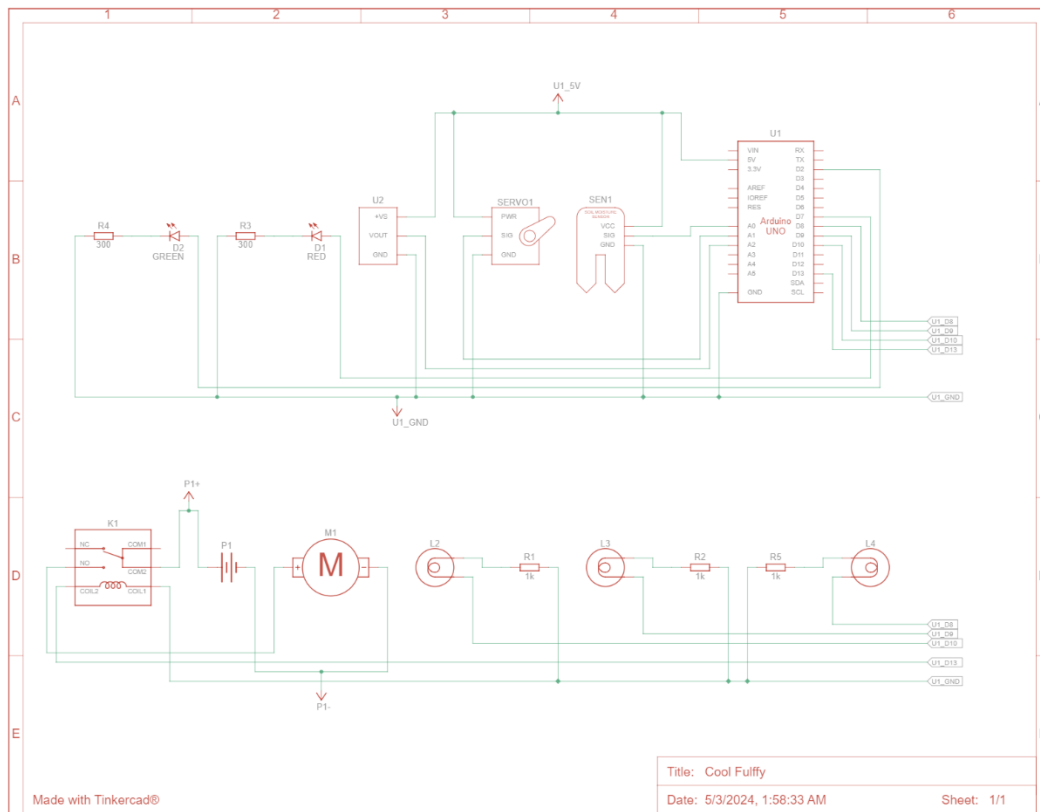 1 2 3 4 5 6
A
B
C
D
E
U1_5V
U1
VIN
5V
3.3V
AREF
IOREF
RES
A0
A1
A2
A3
A4
A5
GND
RX
TX
D2
D3
D4
D5
D6
D7
D8
D9
D10
D11
D12
D13
SDA
SCL
Arduino
UNO
R4
300
D2
GREEN
R3
300
D1
RED
U2
+VS
VOUT
GND
SERVO1
PWR
SIG
GND
SEN1
SOIL MOISTURE
SENSOR
VCC
SIG
GND
U1_D8
U1_D9
U1_D10
U1_D13
U1_GND
U1_GND
P1+
K1
NC
COM1
NO
COM2
COIL2
COIL1
P1
M1
M
+
-
L2
R1
1k
L3
R2
1k
R5
1k
L4
U1_D8
U1_D9
U1_D10
U1_D13
U1_GND
P1-
Title: Cool Fulffy
Made with Tinkercad®
Date: 5/3/2024, 1:58:33 AM
Sheet: 1/1